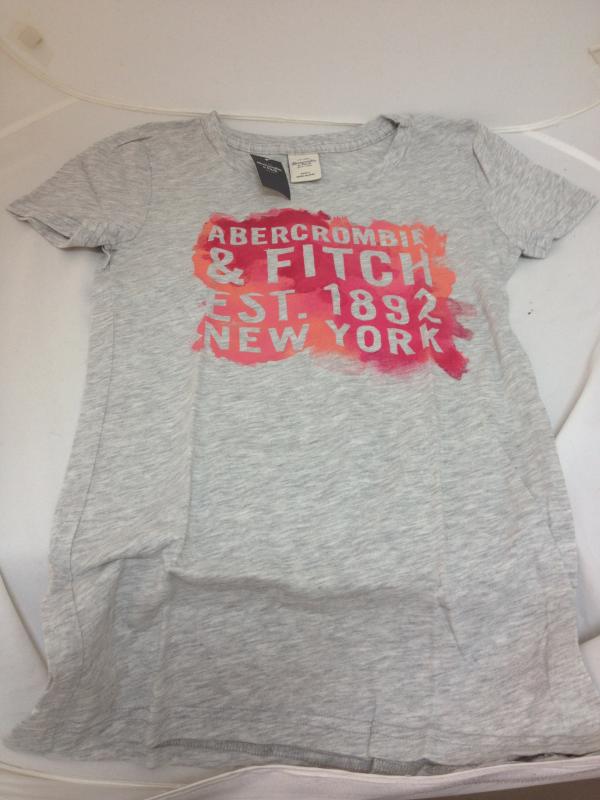 ABERCROMBIE
& FITCH
EST. 1892
NEW YORK